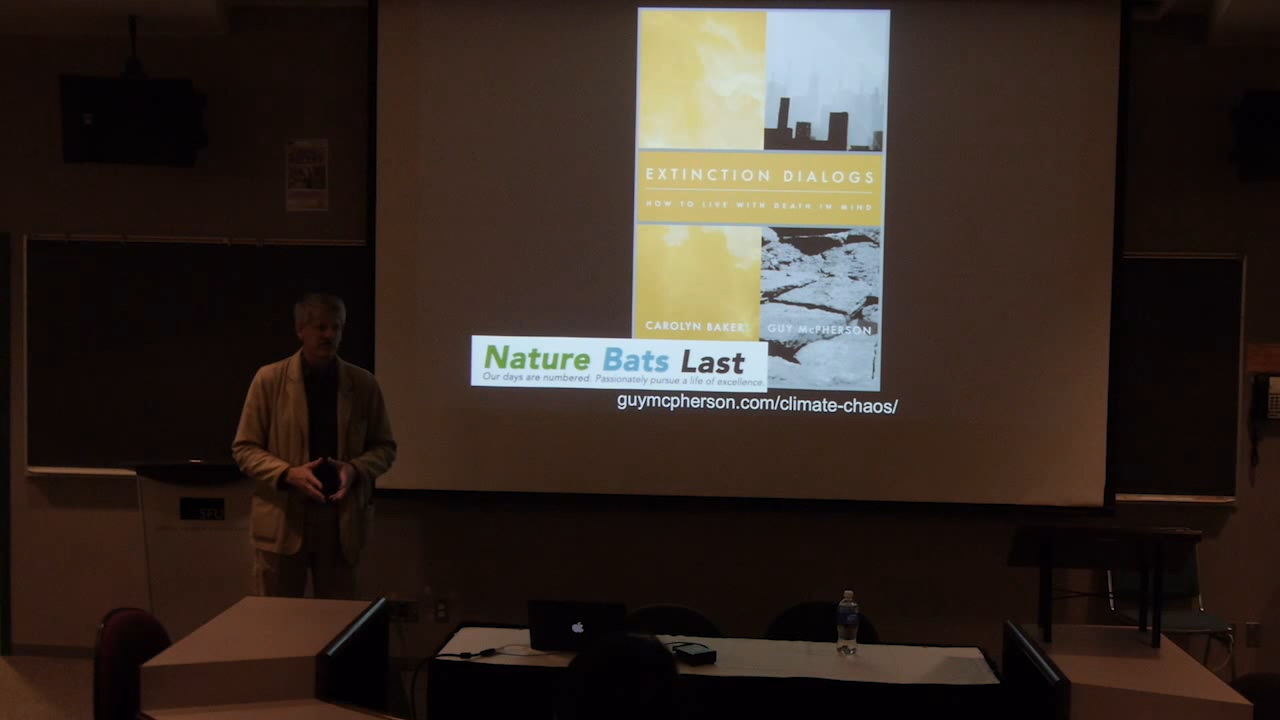 EXTINCTION DIALOGS
HOW TO LIVE WITH DEATH IN MIND
CAROLYN BAKER
GUY McPHERSON
Nature Bats Last
Our days are numbered. Passionately pursue a life of excellence.
guymcpherson.com/climate-chaos/
SFU